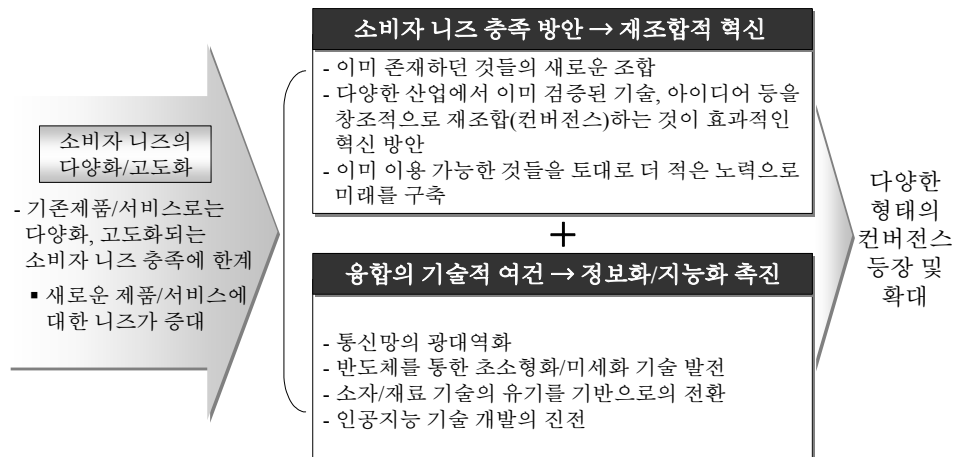 소비자 니즈의
다양화/고도화
- 기존제품/서비스로는
다양화, 고도화되는
소비자 니즈 충족에 한계
▪ 새로운 제품/서비스에
대한 니즈가 증대
소비자 니즈 충족 방안 → 재조합적 혁신
- 이미 존재하던 것들의 새로운 조합
- 다양한 산업에서 이미 검증된 기술, 아이디어 등을
창조적으로 재조합(컨버전스)하는 것이 효과적인
혁신 방안
- 이미 이용 가능한 것들을 토대로 더 적은 노력으로
미래를 구축
+
융합의 기술적 여건 → 정보화/지능화 촉진
- 통신망의 광대역화
- 반도체를 통한 초소형화/미세화 기술 발전
- 소자/재료 기술의 유기를 기반으로의 전환
- 인공지능 기술 개발의 진전
다양한
형태의
컨버전스
등장 및
확대